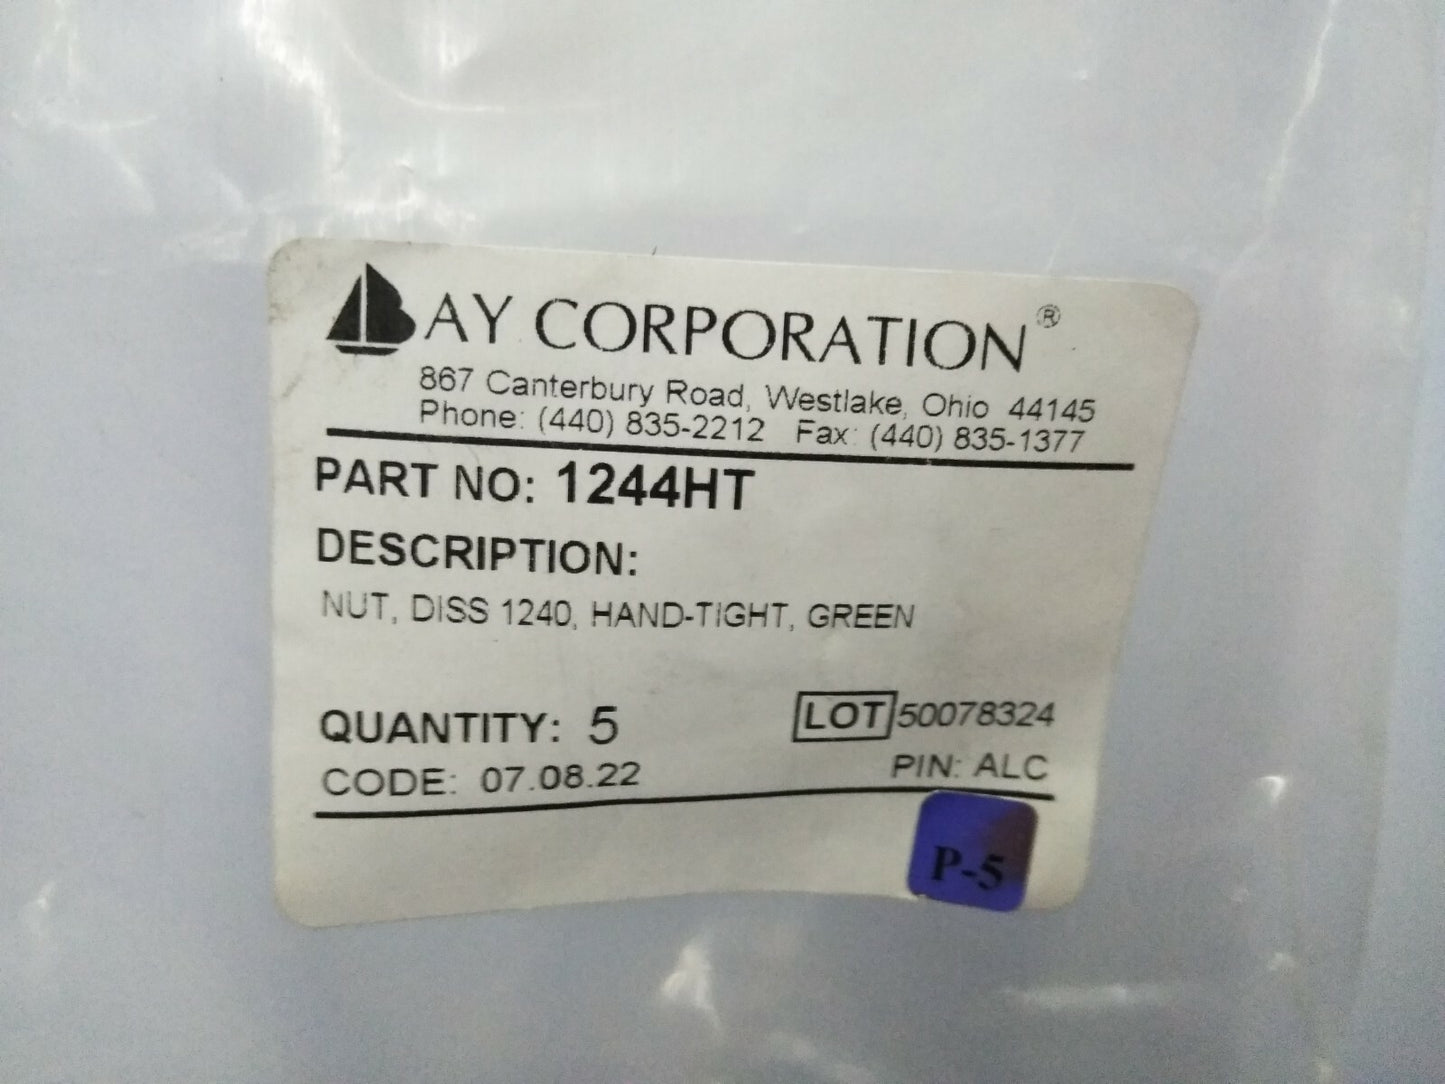 BAY CORPORATION®
867 Canterbury Road, Westlake, Ohio 44145
Phone: (440) 835-2212 Fax: (440) 835-1377
PART NO: 1244HT
DESCRIPTION:
NUT, DISS 1240, HAND-TIGHT, GREEN
QUANTITY: 5 LOT 50078324
CODE: 07.08.22 PIN: ALC
P-5